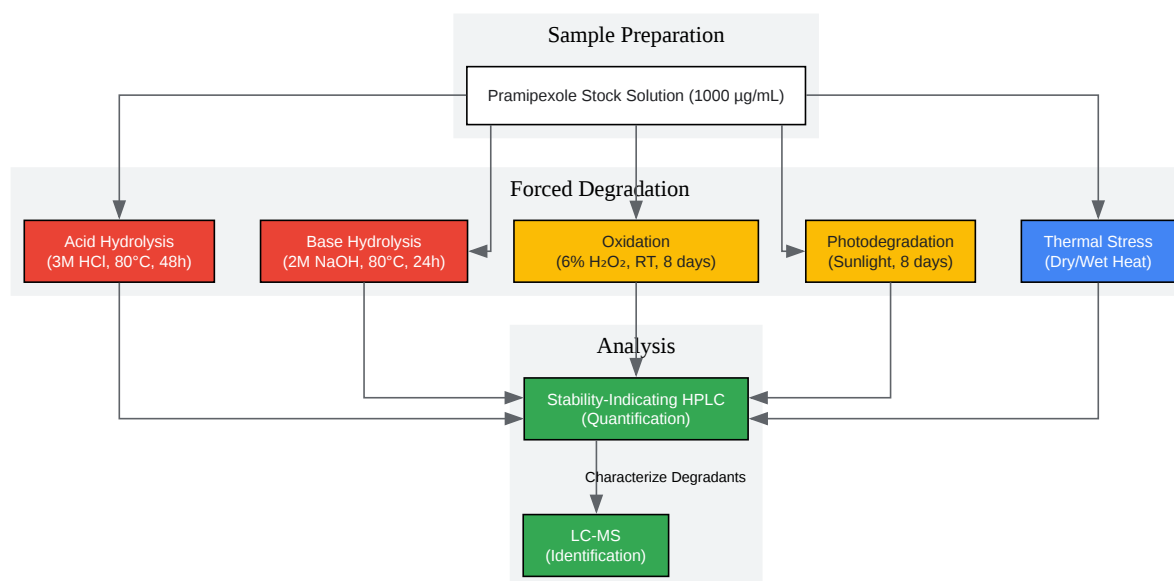 Sample Preparation
Pramipexole Stock Solution (1000 µg/mL)
Forced Degradation
Acid Hydrolysis
(3M HCl, 80°C, 48h)
Base Hydrolysis
(2M NaOH, 80°C, 24h)
Oxidation
(6% H₂O₂, RT, 8 days)
Photodegradation
(Sunlight, 8 days)
Thermal Stress
(Dry/Wet Heat)
Analysis
Stability-Indicating HPLC
(Quantification)
Characterize Degradants
LC-MS
(Identification)